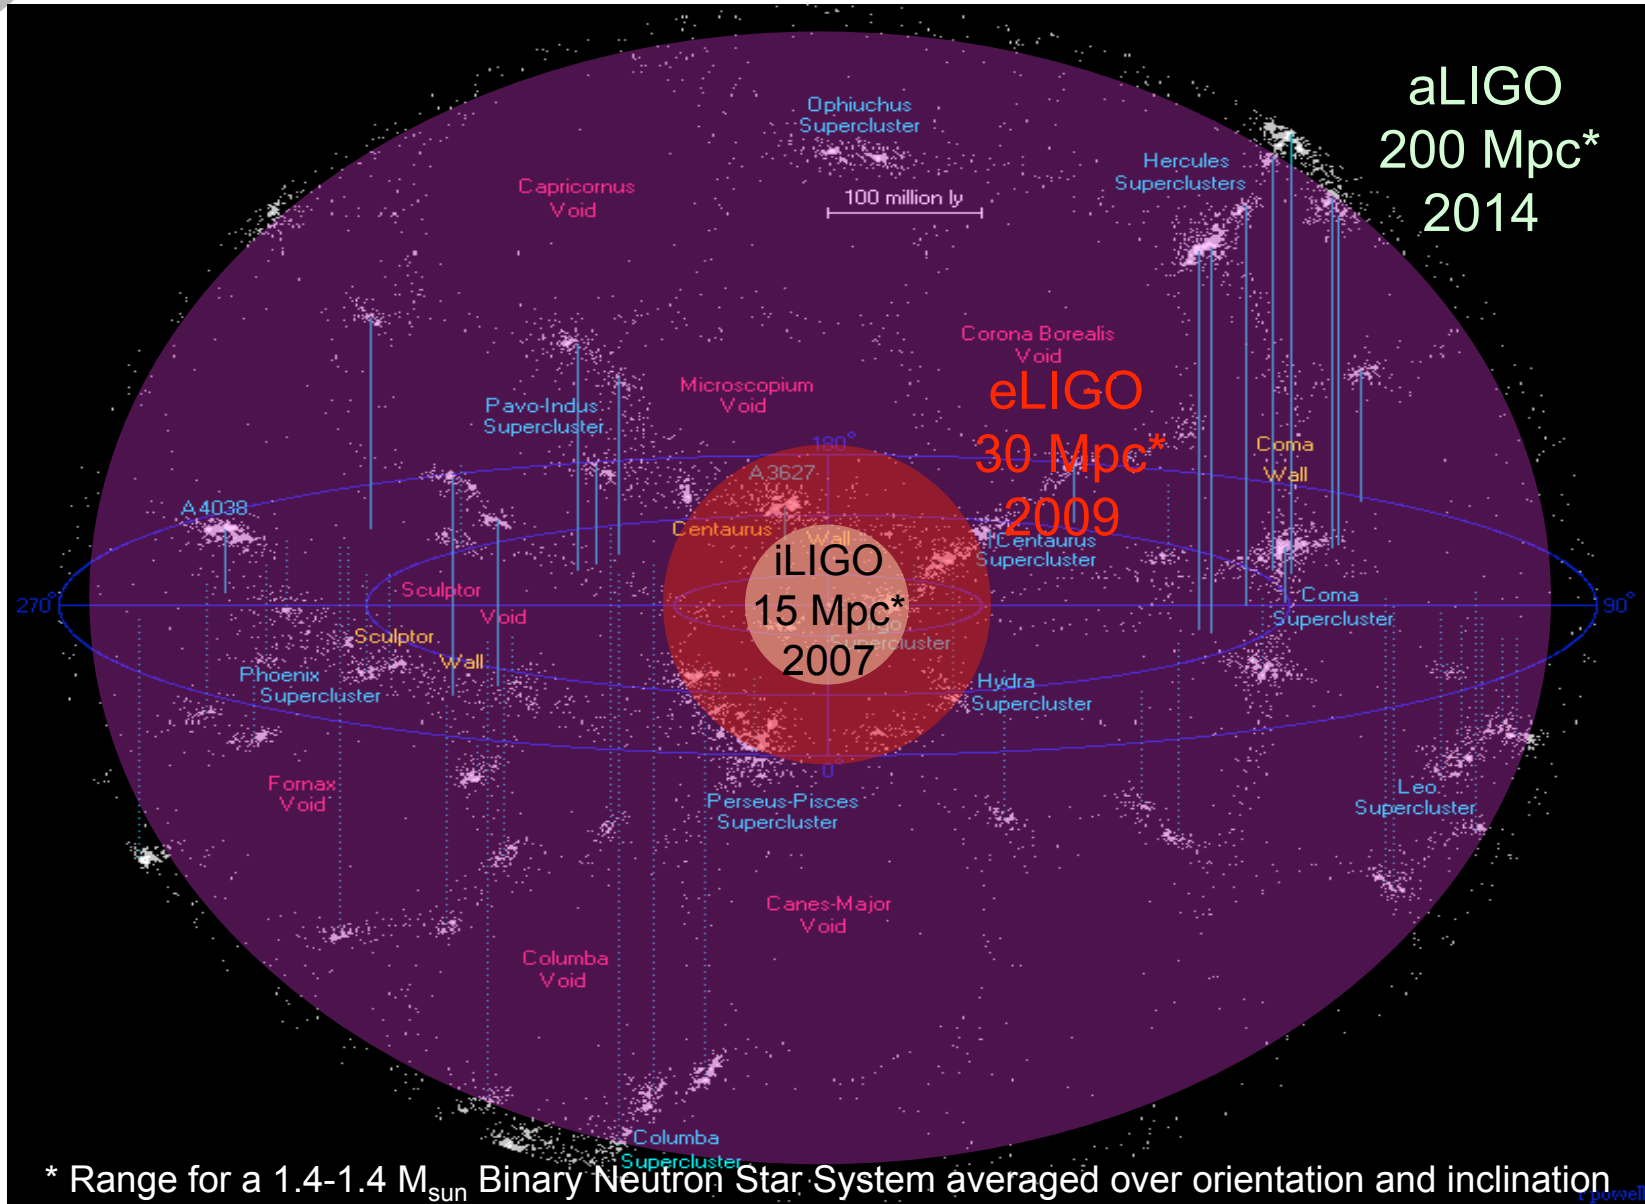 aLIGO
200 Mpc*
2014
Ophiuchus
Supercluster
Hercules
Superclusters
Capricornus
Void
100 million ly
Corona Borealis
Void
eLIGO
30 Mpc*
2009
Microscopium
Void
Pavo-Indus
Supercluster
180°
A3627
Coma
Wall
A4038
Centaurus
Wall
Centaurus
Supercluster
iLIGO
15 Mpc*
2007
270°
90°
Sculptor
Void
Coma
Supercluster
Supercluster
Sculptor
Wall
Phoenix
Supercluster
Hydra
Supercluster
0°
Fornax
Void
Perseus-Pisces
Supercluster
Leo
Supercluster
Canes-Major
Void
Columba
Void
Columba
Supercluster
* Range for a 1.4-1.4 Msun Binary Neutron Star System averaged over orientation and inclination